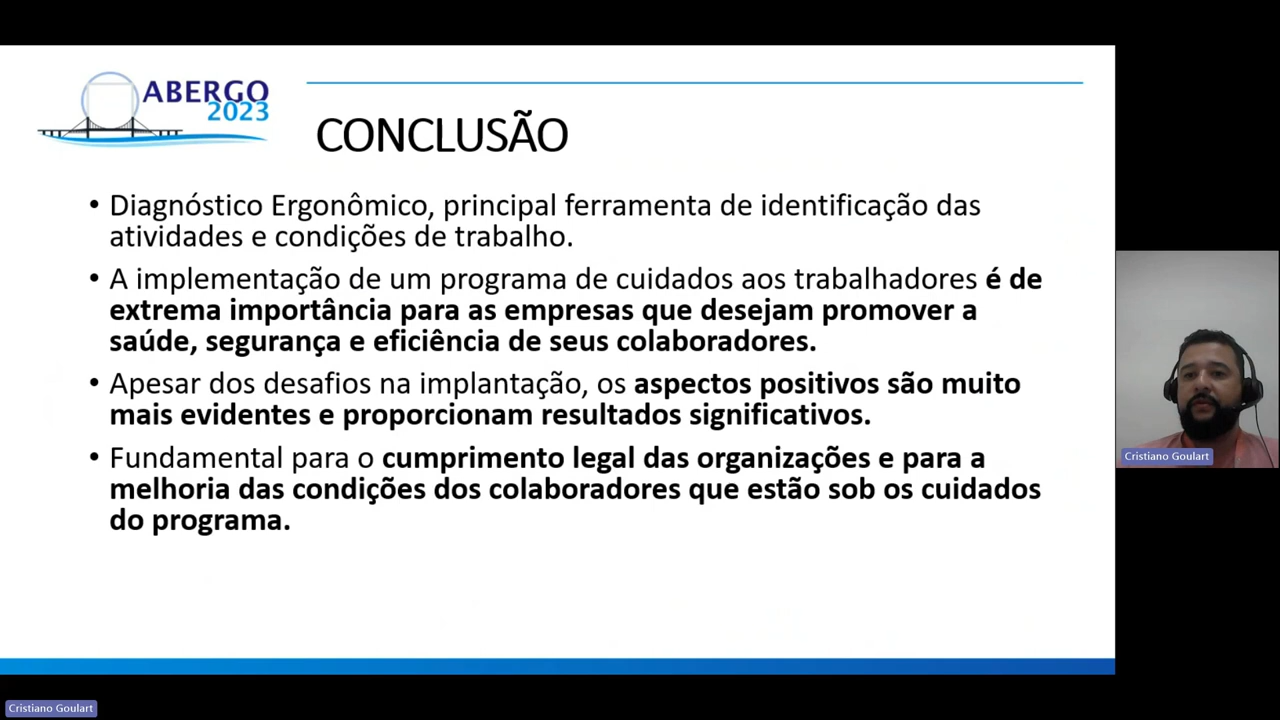 ABERGO
2023
CONCLUSÃO
• Diagnóstico Ergonômico, principal ferramenta de identificação das
atividades e condições de trabalho.
• A implementação de um programa de cuidados aos trabalhadores é de
extrema importância para as empresas que desejam promover a
saúde, segurança e eficiência de seus colaboradores.
• Apesar dos desafios na implantação, os aspectos positivos são muito
mais evidentes e proporcionam resultados significativos.
• Fundamental para o cumprimento legal das organizações e para a
melhoria das condições dos colaboradores que estão sob os cuidados
do programa.
Cristiano Goulart
Cristiano Goulart